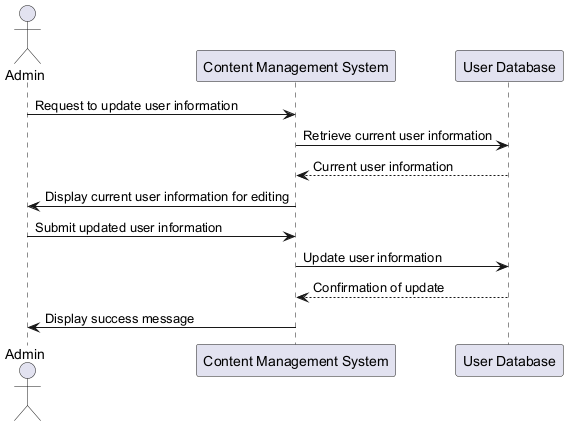 Admin
Content Management System
User Database
Request to update user information
Retrieve current user information
Current user information
Display current user information for editing
Submit updated user information
Update user information
Confirmation of update
Display success message
Admin
Content Management System
User Database